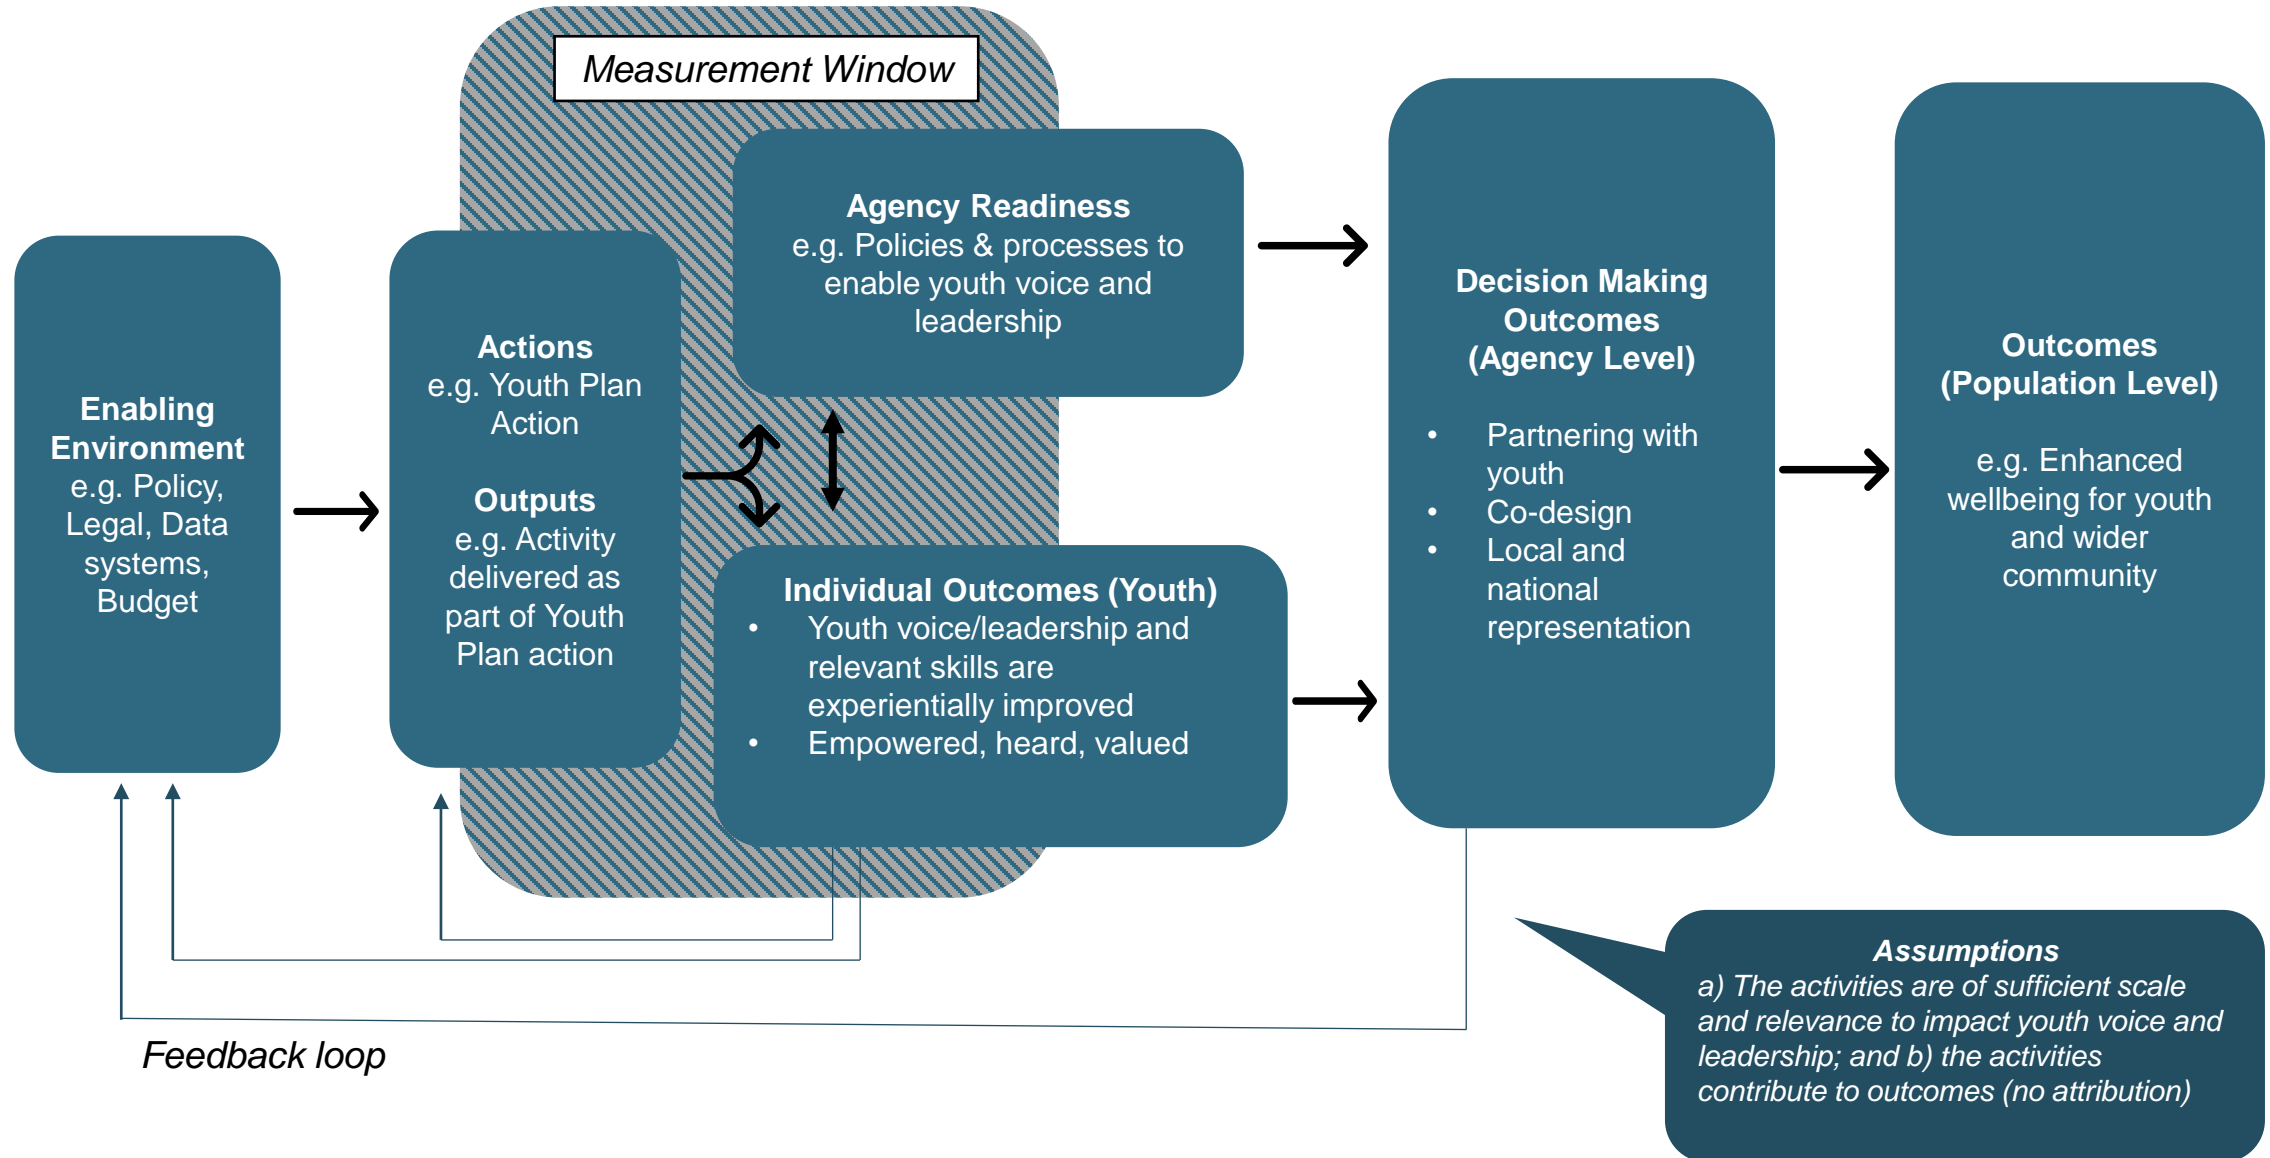 Measurement Window
Enabling
Environment
e.g. Policy,
Legal, Data
systems,
Budget
Actions
e.g. Youth Plan
Action
Outputs
e.g. Activity
delivered as
part of Youth
Plan action
Agency Readiness
e.g. Policies & processes to
enable youth voice and
leadership
Individual Outcomes (Youth)
• Youth voice/leadership and
relevant skills are
experientially improved
• Empowered, heard, valued
Decision Making
Outcomes
(Agency Level)
• Partnering with
youth
• Co-design
• Local and
national
representation
Outcomes
(Population Level)
e.g. Enhanced
wellbeing for youth
and wider
community
Feedback loop
Assumptions
a) The activities are of sufficient scale
and relevance to impact youth voice and
leadership; and b) the activities
contribute to outcomes (no attribution)